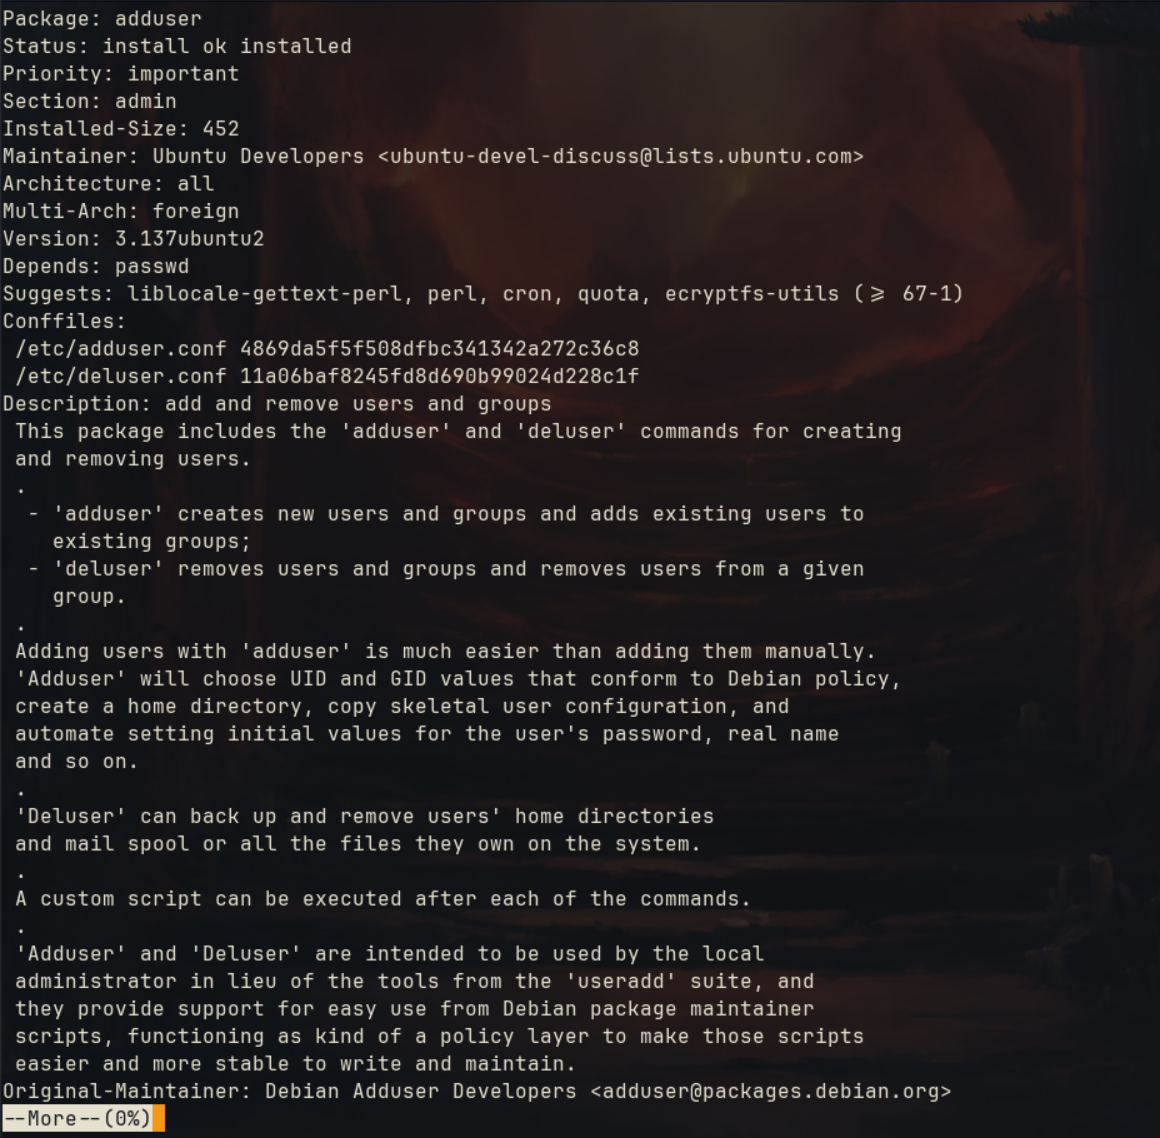 Package: adduser
Status: install ok installed
Priority: important
Section: admin
Installed-Size: 452
Maintainer: Ubuntu Developers <ubuntu-devel-discuss@lists.ubuntu.com>
Architecture: all
Multi-Arch: foreign
Version: 3.137ubuntu2
Depends: passwd
Suggests: liblocale-gettext-perl, perl, cron, quota, ecryptfs-utils (>= 67-1)
Conffiles:
 /etc/adduser.conf 4869da5f5f508dfbc341342a272c36c8
 /etc/deluser.conf 11a06baf8245fd8d690b99024d228c1f
Description: add and remove users and groups
 This package includes the 'adduser' and 'deluser' commands for creating
 and removing users.
 .
  - 'adduser' creates new users and groups and adds existing users to
    existing groups;
  - 'deluser' removes users and groups and removes users from a given
    group.
 .
 Adding users with 'adduser' is much easier than adding them manually.
 'Adduser' will choose UID and GID values that conform to Debian policy,
 create a home directory, copy skeletal user configuration, and
 automate setting initial values for the user's password, real name
 and so on.
 .
 'Deluser' can back up and remove users' home directories
 and mail spool or all the files they own on the system.
 .
 A custom script can be executed after each of the commands.
 .
 'Adduser' and 'Deluser' are intended to be used by the local
 administrator in lieu of the tools from the 'useradd' suite, and
 they provide support for easy use from Debian package maintainer
 scripts, functioning as kind of a policy layer to make those scripts
 easier and more stable to write and maintain.
Original-Maintainer: Debian Adduser Developers <adduser@packages.debian.org>
--More--(0%)